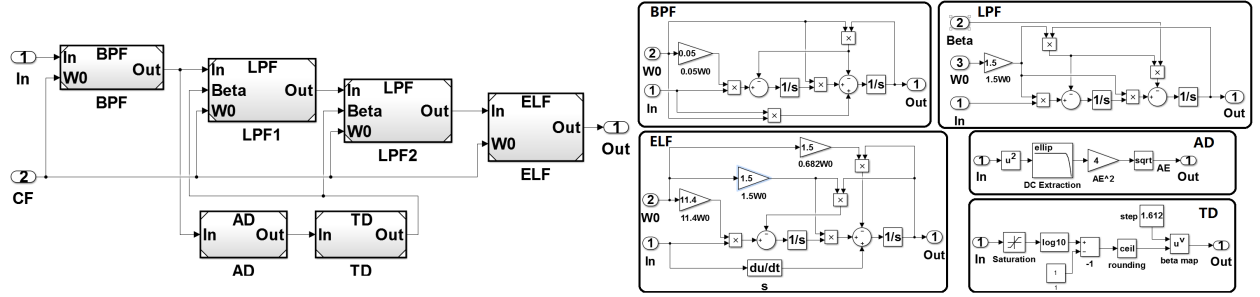 1
In
2
CF
BPF
In
W0
Out
BPF
LPF
In
Beta
W0
Out
LPF1
LPF
In
Beta
W0
Out
LPF2
ELF
In
W0
Out
ELF
1
Out
AD
In
Out
AD
TD
In
Out
TD
BPF
2
W0
0.05
0.05W0
1
In
×
×
×
×
1/s
1/s
1
Out
LPF
2
Beta
3
W0
1.5
1.5W0
1
In
×
×
×
×
1/s
1/s
1
Out
ELF
1.5
0.682W0
1.5
1.5W0
2
W0
11.4
11.4W0
1
In
×
×
×
×
1/s
1/s
du/dt
s
1
Out
AD
1
In
u²
ellip
DC Extraction
4
AE^2
sqrt
AE
1
Out
TD
step
1.612
1
In
Saturation
log10
1
1
-1
ceil
rounding
uᵛ
beta map
1
Out